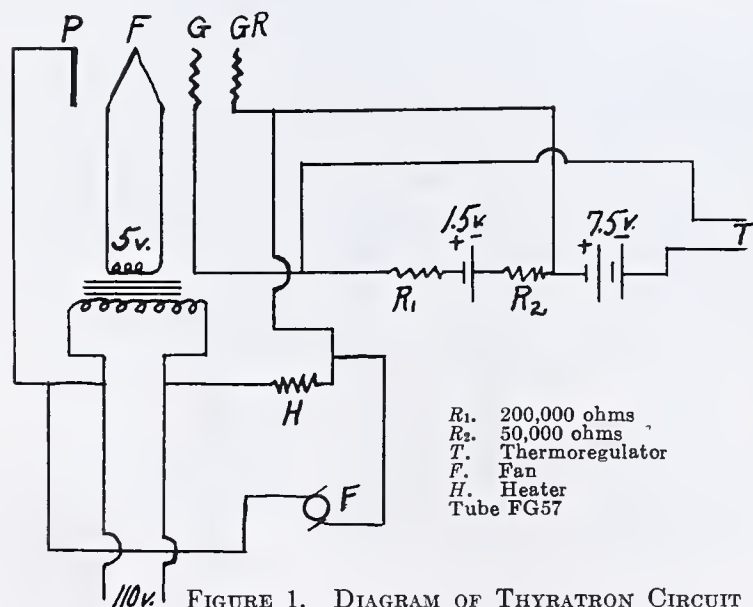 P F G GR
1.5v.
7.5v.
+ -
+ -
T
5v.
R1
R2
H
R1. 200,000 ohms
R2. 50,000 ohms
T. Thermoregulator
F. Fan
H. Heater
Tube FG57
F
110v.
FIGURE 1. DIAGRAM OF THYRATRON CIRCUIT